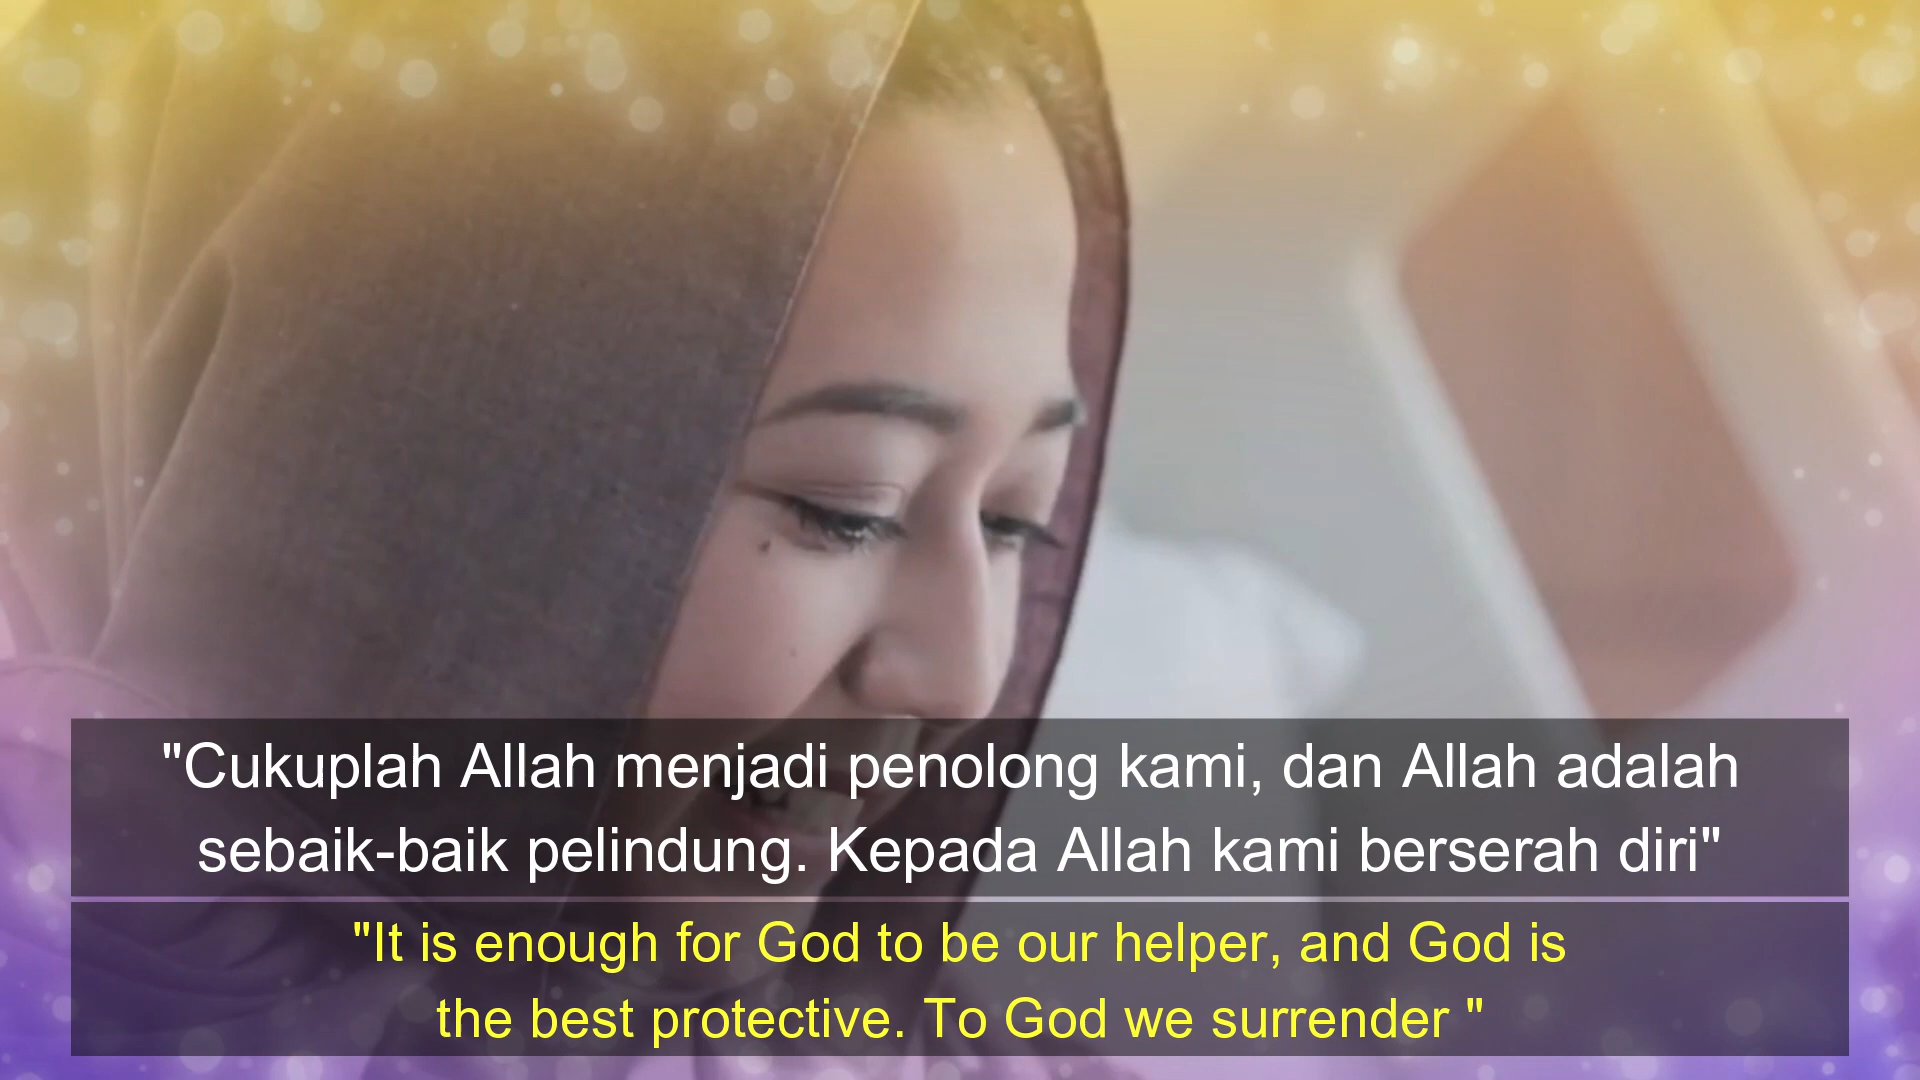 "Cukuplah Allah menjadi penolong kami, dan Allah adalah
sebaik-baik pelindung. Kepada Allah kami berserah diri"
"It is enough for God to be our helper, and God is
the best protective. To God we surrender "